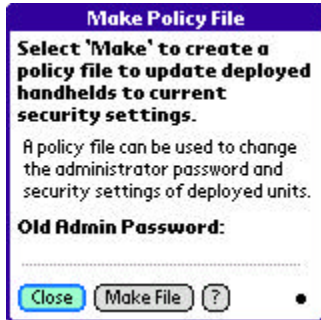 Make Policy File
Select 'Make' to create a
policy file to update deployed
handhelds to current
security settings.
A policy file can be used to change
the administrator password and
security settings of deployed units.
Old Admin Password:
Close Make File ?